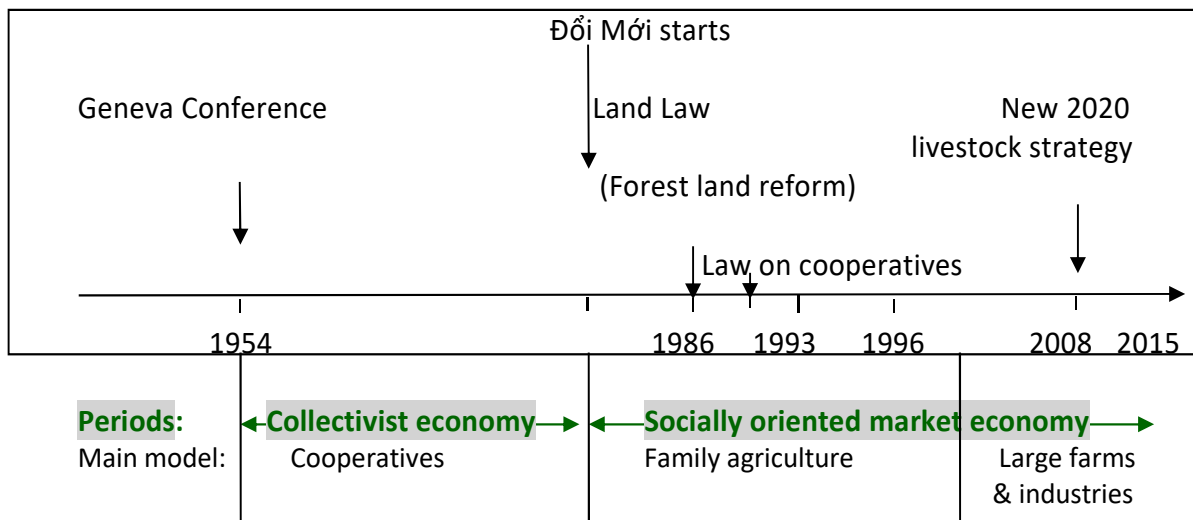 Đổi Mới starts
Geneva Conference
Land Law
New 2020
livestock strategy
(Forest land reform)
Law on cooperatives
1954 1986 1993 1996 2008 2015
Periods: Collectivist economy Socially oriented market economy
Main model: Cooperatives Family agriculture Large farms
& industries